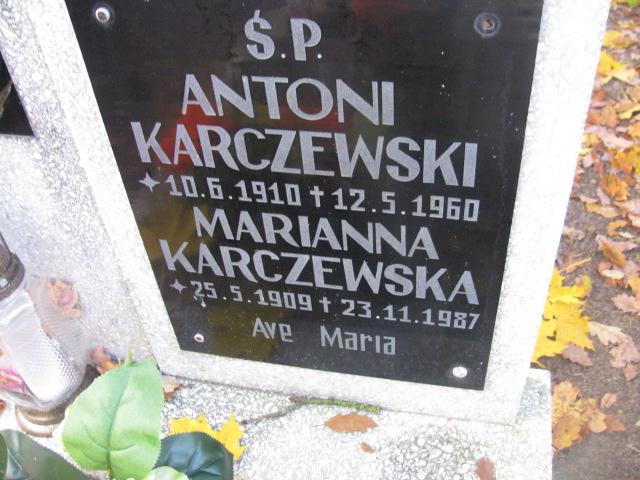 Ś.P.
ANTONI
KARCZEWSKI
10.6.1910 † 12.5.1960
MARIANNA
KARCZEWSKA
25.5.1909 † 23.11.1987
Ave Maria